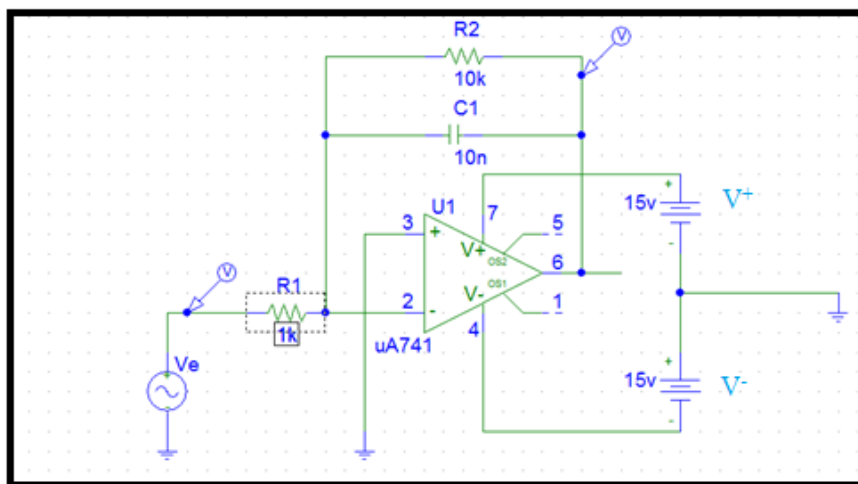 R2
10k
C1
10n
V
U1
7
3
+
5
V+
OS2
6
2
-
V-
OS1
1
4
uA741
V
R1
1k
Ve
+
-
+
15v
V+
-
+
15v
V-
-